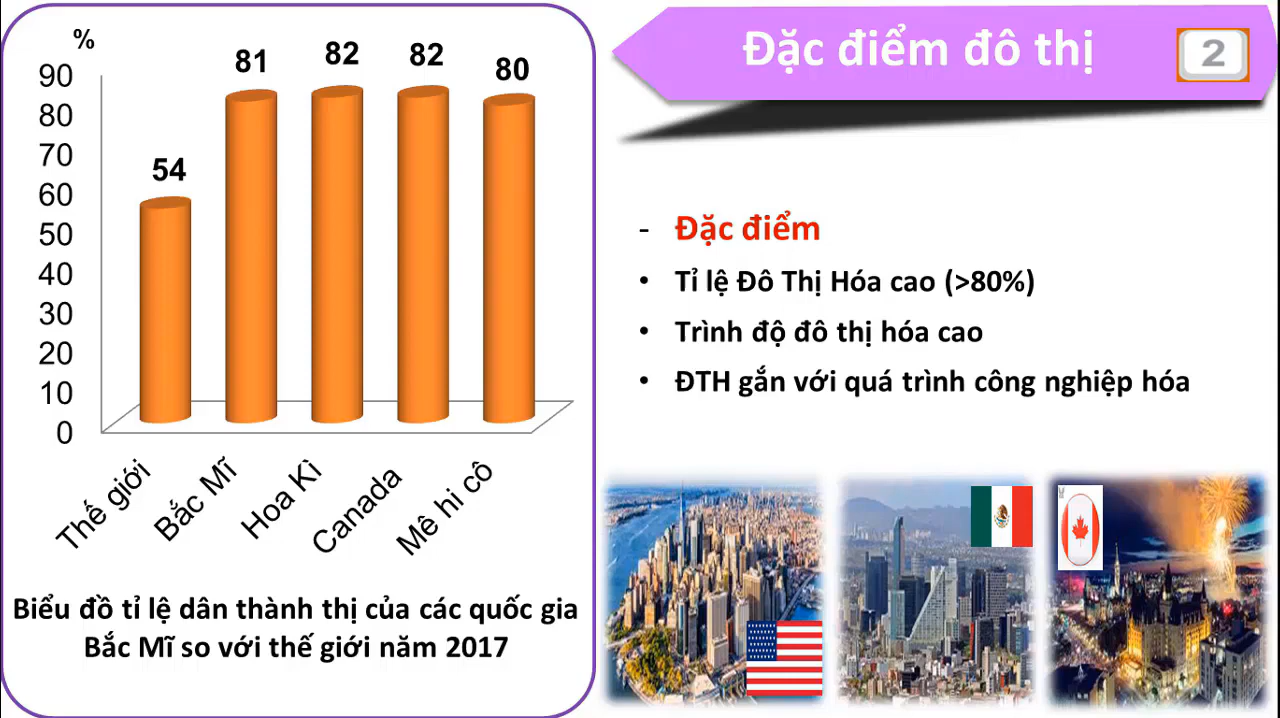 Đặc điểm đô thị
2
%
90
80
70
60
50
40
30
20
10
0
54
81
82
82
80
Thế giới
Bắc Mĩ
Hoa Kì
Canada
Mê hi cô
Biểu đồ tỉ lệ dân thành thị của các quốc gia
Bắc Mĩ so với thế giới năm 2017
- Đặc điểm
• Tỉ lệ Đô Thị Hóa cao (>80%)
• Trình độ đô thị hóa cao
• ĐTH gắn với quá trình công nghiệp hóa